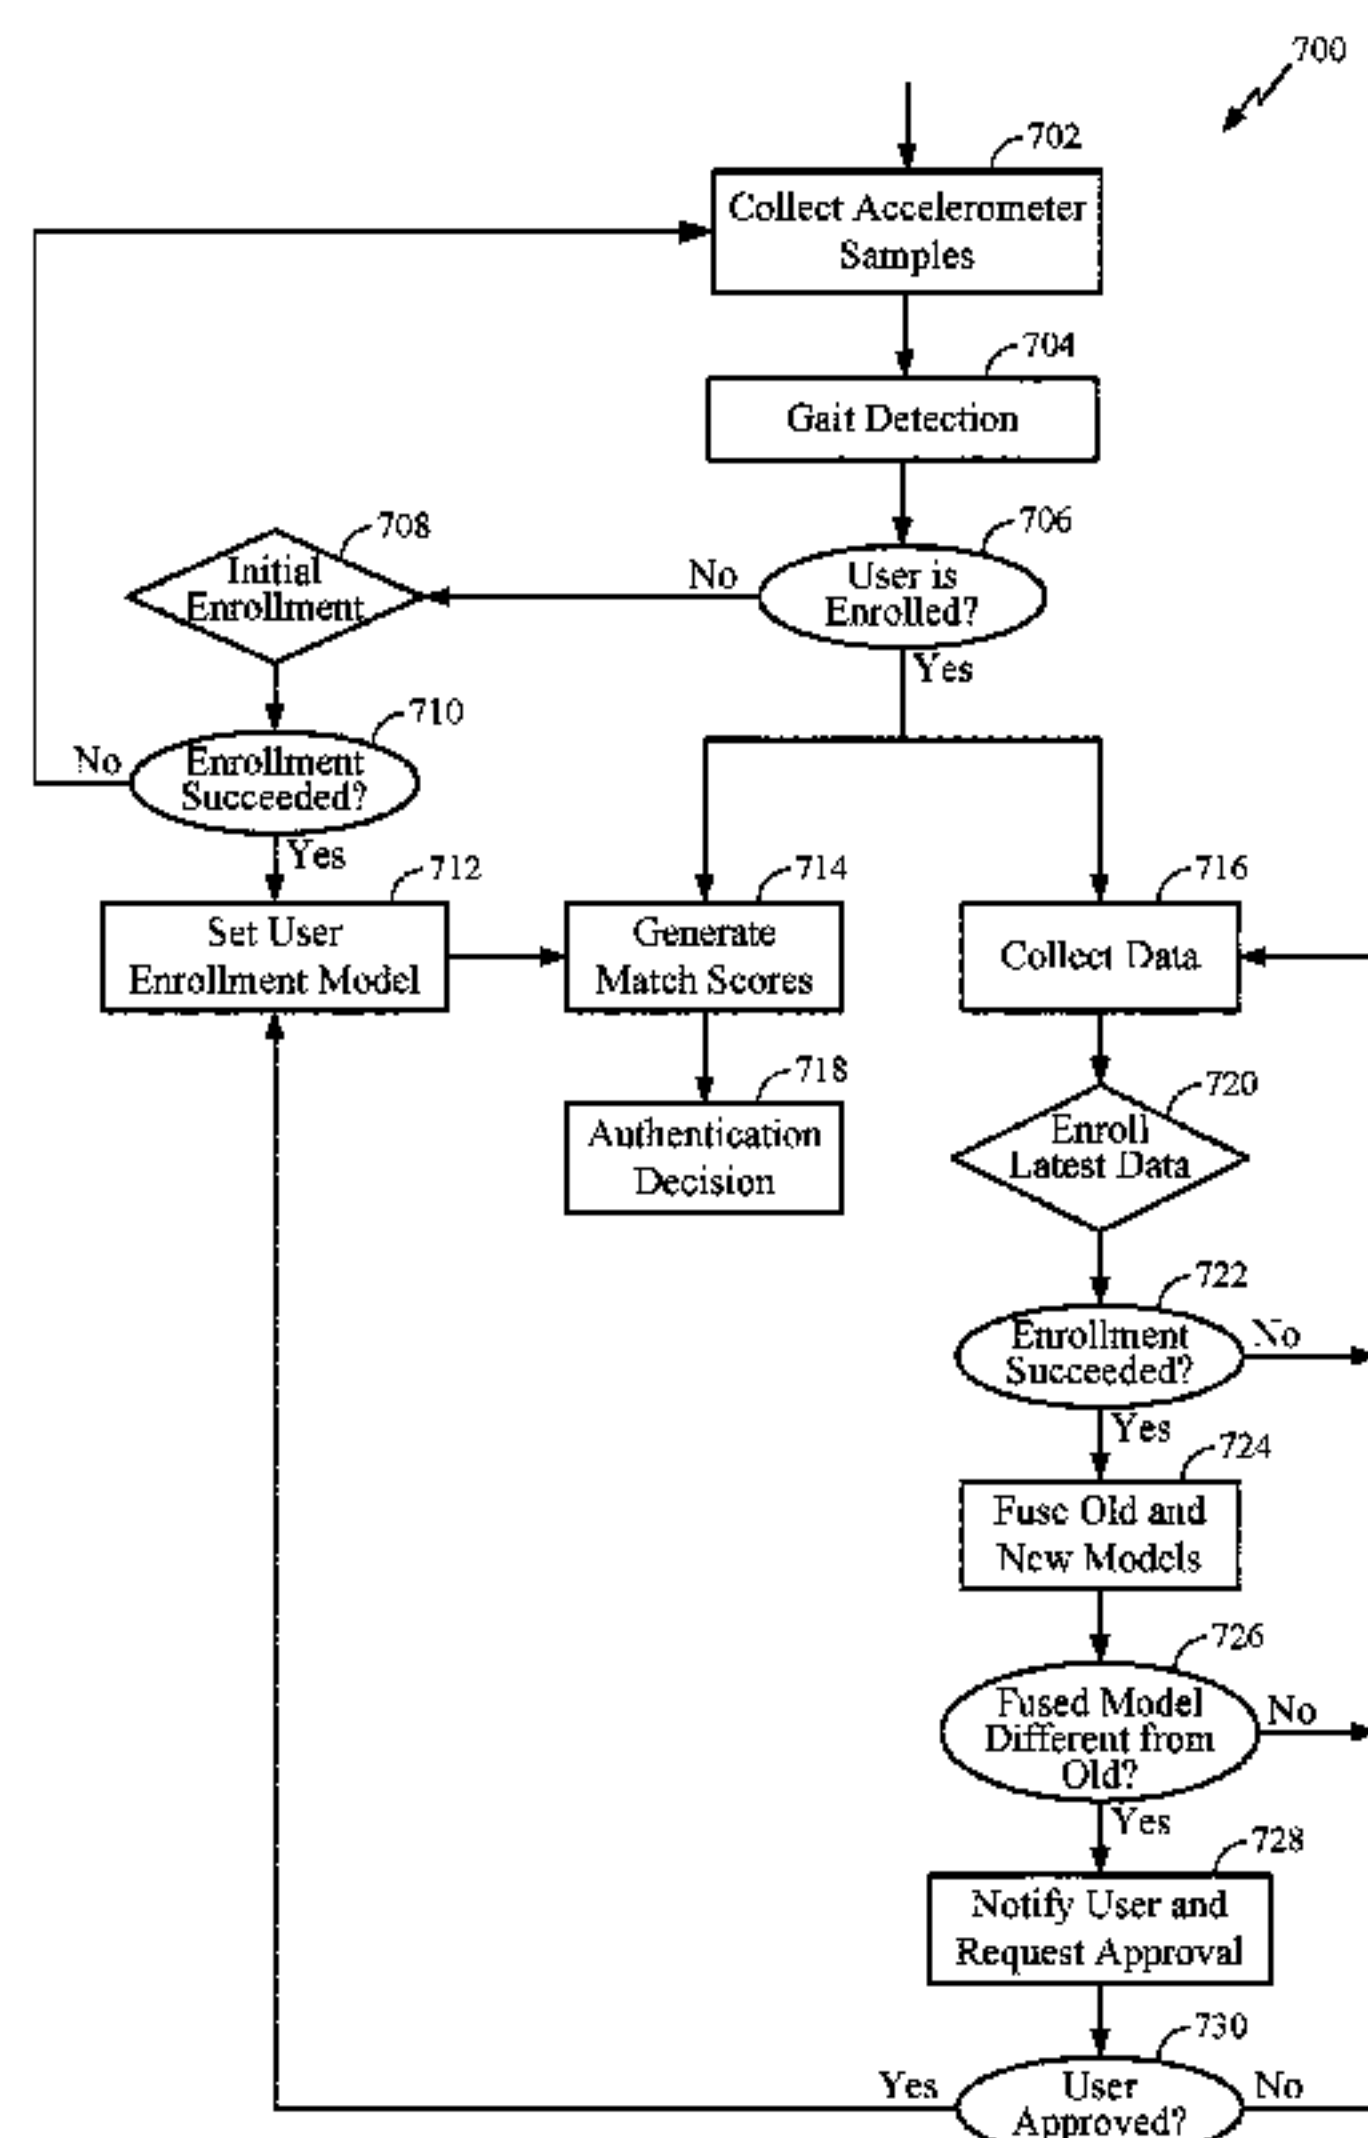 700
702
Collect Accelerometer
Samples
704
Gait Detection
706
User is
Enrolled?
No
Yes
708
Initial
Enrollment
710
Enrollment
Succeeded?
No
Yes
712
Set User
Enrollment Model
714
Generate
Match Scores
716
Collect Data
718
Authentication
Decision
720
Enroll
Latest Data
722
Enrollment
Succeeded?
No
Yes
724
Fuse Old and
New Models
726
Fused Model
Different from
Old?
No
Yes
728
Notify User and
Request Approval
730
User
Approved?
Yes
No